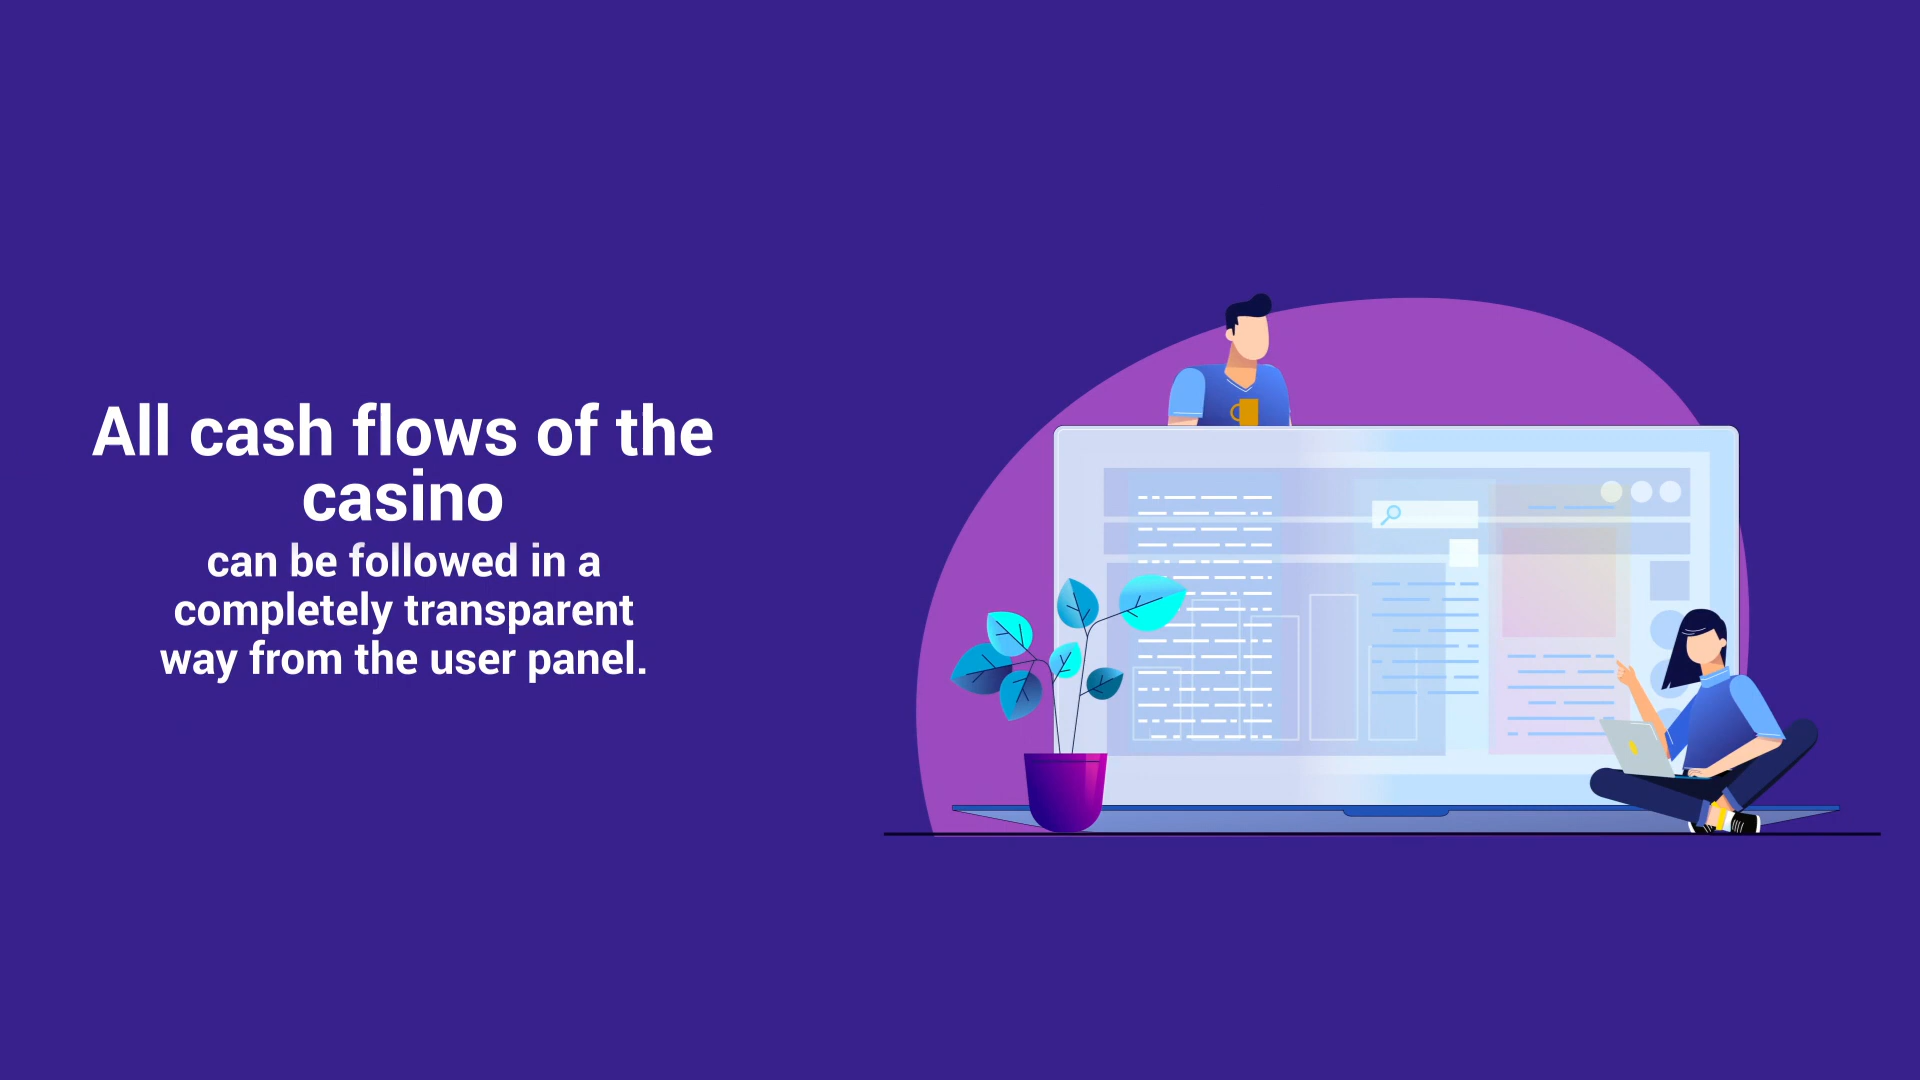 All cash flows of the
casino
can be followed in a
completely transparent
way from the user panel.